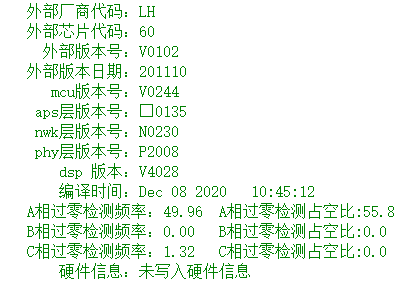 外部厂商代码: LH
外部芯片代码: 60
外部版本号: V0102
外部版本日期: 201110
mcu版本号: V0244
aps层版本号: □0135
nwk层版本号: N0230
phy层版本号: P2008
dsp 版本: V4028
编译时间: Dec 08 2020 10:45:12
A相过零检测频率: 49.96 A相过零检测占空比:55.8
B相过零检测频率: 0.00 B相过零检测占空比:0.0
C相过零检测频率: 1.32 C相过零检测占空比:0.0
硬件信息: 未写入硬件信息